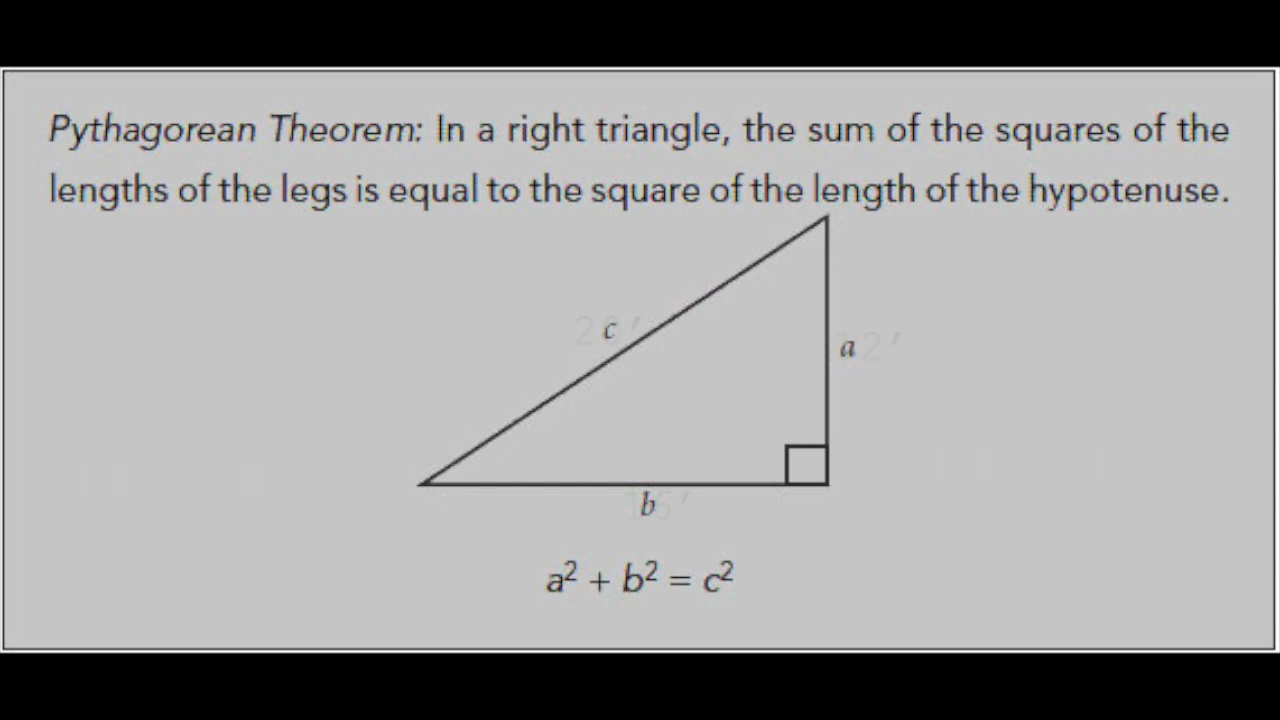 Pythagorean Theorem: In a right triangle, the sum of the squares of the
lengths of the legs is equal to the square of the length of the hypotenuse.
c
a
b
a² + b² = c²